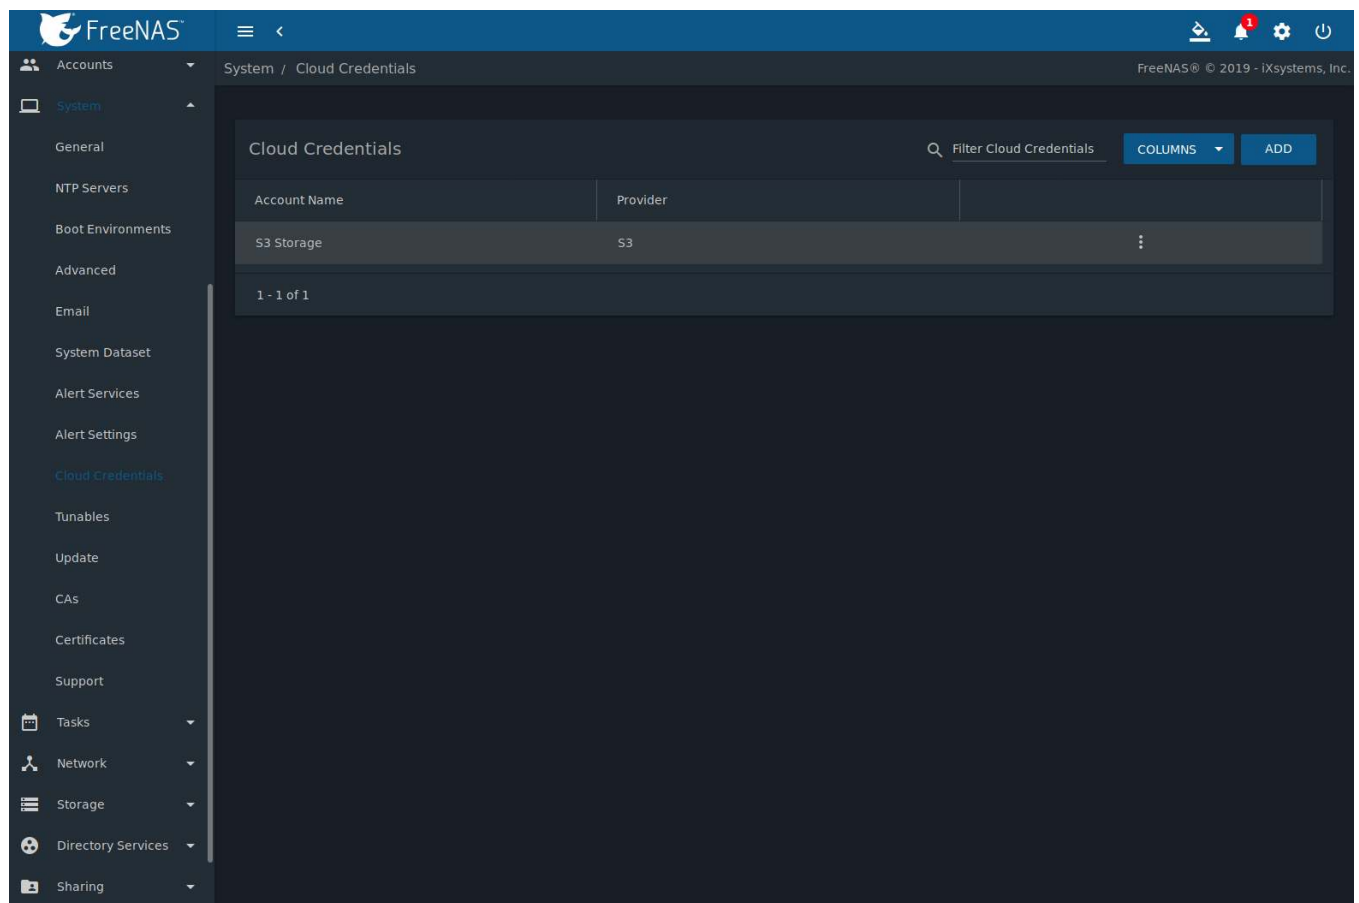 FreeNAS®
1
Accounts
System / Cloud Credentials
FreeNAS® © 2019 - iXsystems, Inc.
System
General
NTP Servers
Boot Environments
Advanced
Email
System Dataset
Alert Services
Alert Settings
Cloud Credentials
Tunables
Update
CAs
Certificates
Support
Tasks
Network
Storage
Directory Services
Sharing
Cloud Credentials
Filter Cloud Credentials
COLUMNS
ADD
Account Name
Provider
S3 Storage
S3
1 - 1 of 1